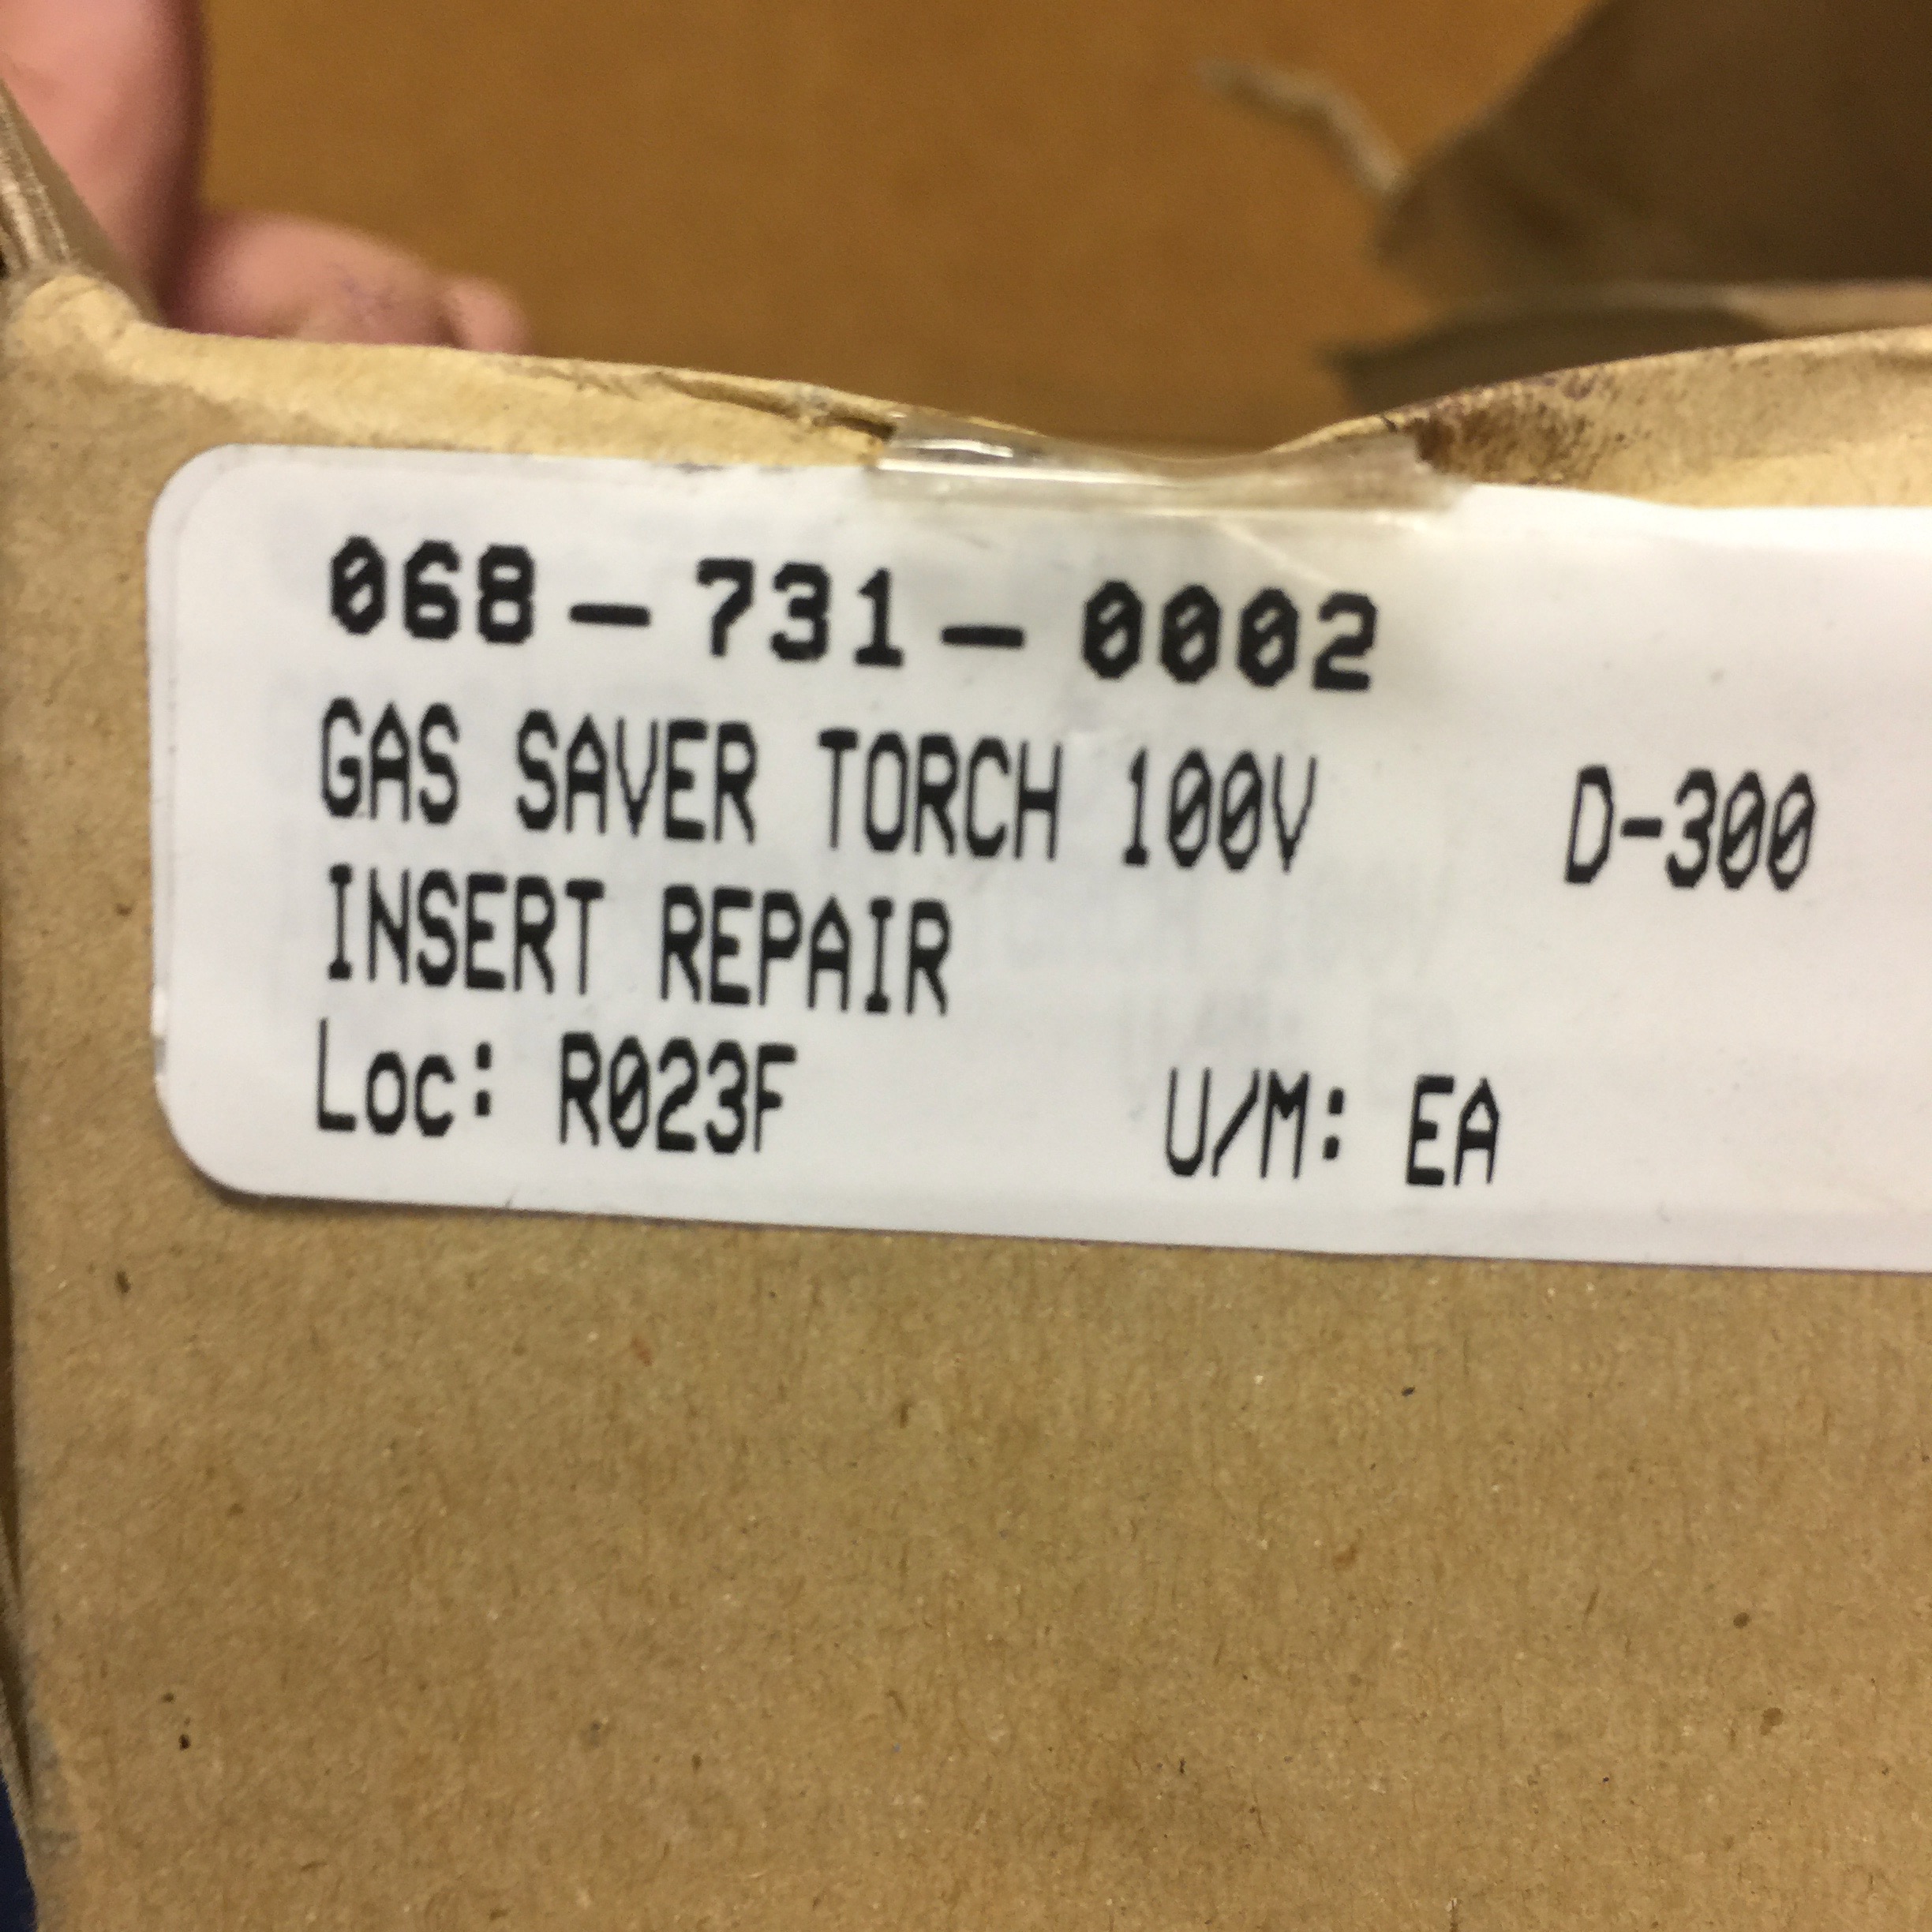 068-731-0002
GAS SAVER TORCH 100V D-300
INSERT REPAIR
Loc: R023F U/M: EA